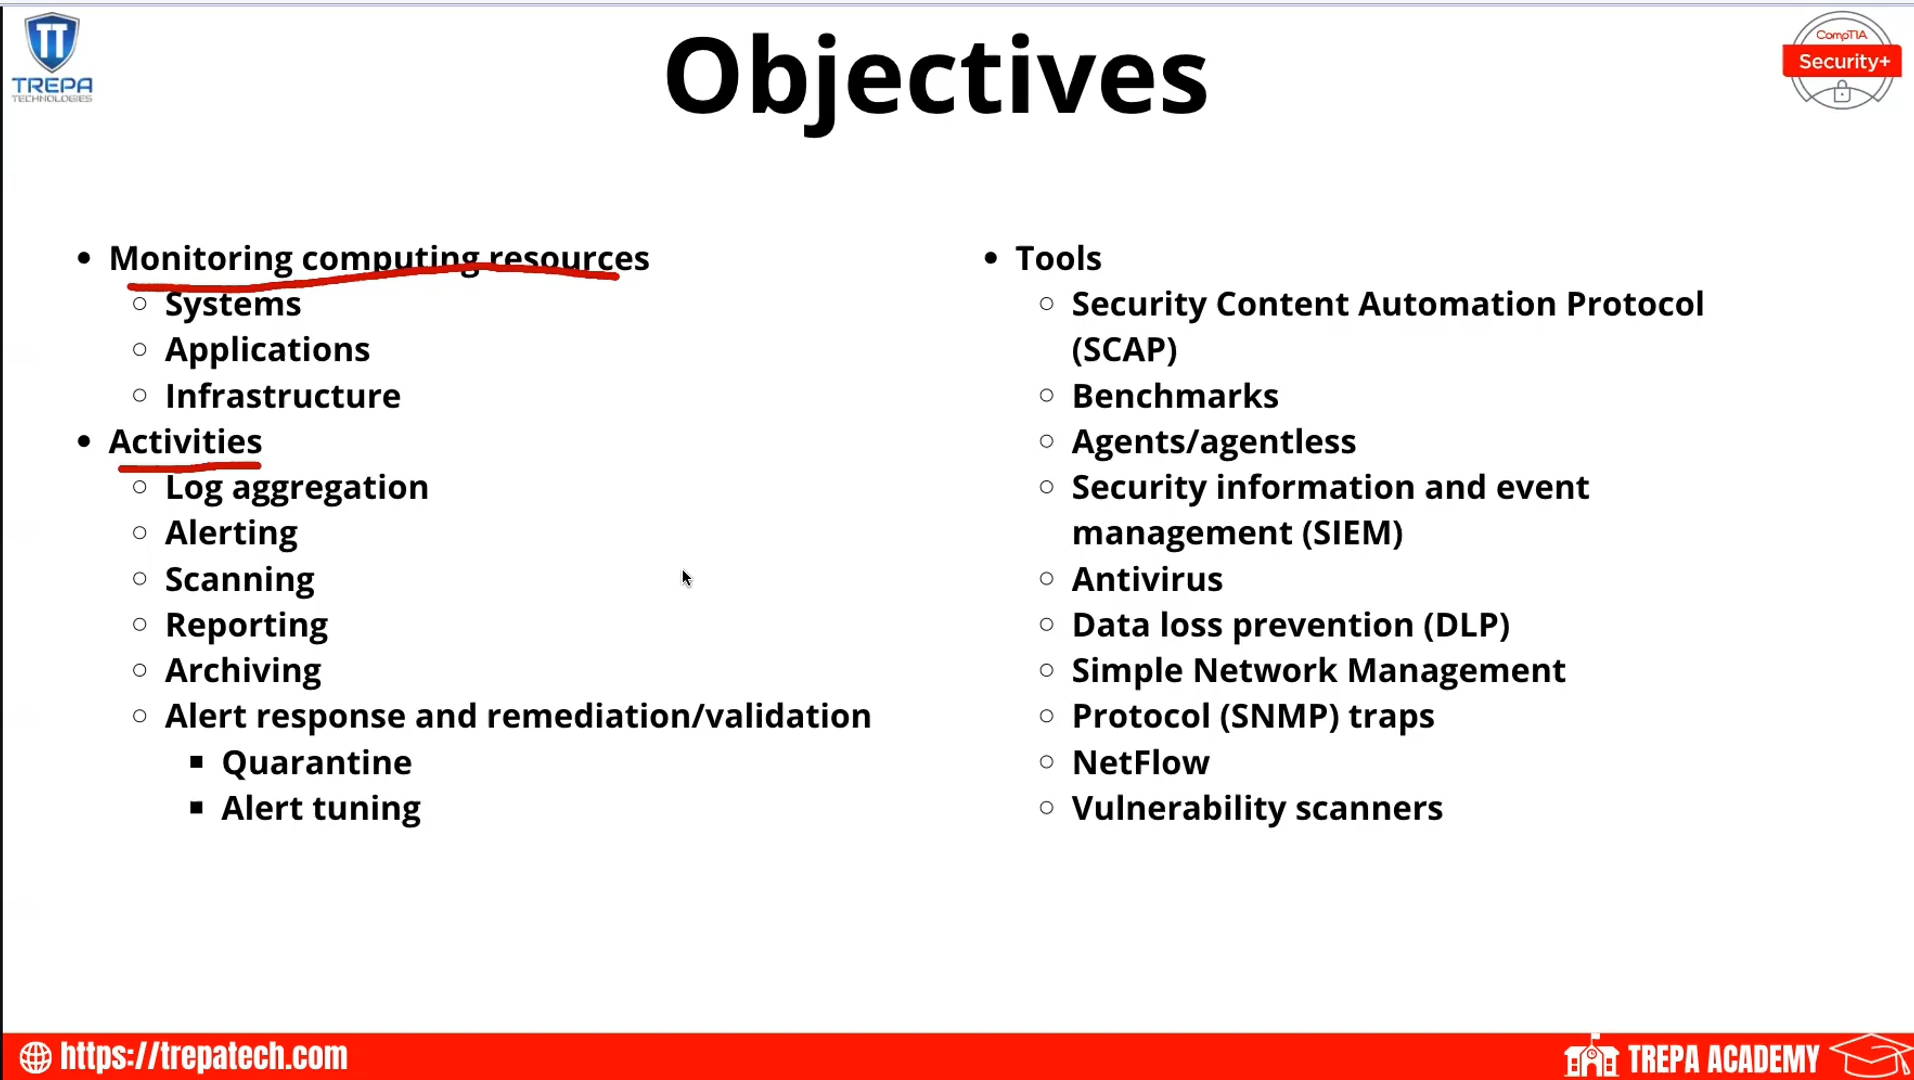 TT
TREPA
TECHNOLOGIES
Objectives
CompTIA
Security+
• Monitoring computing resources
○ Systems
○ Applications
○ Infrastructure
• Activities
○ Log aggregation
○ Alerting
○ Scanning
○ Reporting
○ Archiving
○ Alert response and remediation/validation
▪ Quarantine
▪ Alert tuning
• Tools
○ Security Content Automation Protocol
(SCAP)
○ Benchmarks
○ Agents/agentless
○ Security information and event
management (SIEM)
○ Antivirus
○ Data loss prevention (DLP)
○ Simple Network Management
○ Protocol (SNMP) traps
○ NetFlow
○ Vulnerability scanners
https://trepatech.com
TREPA ACADEMY